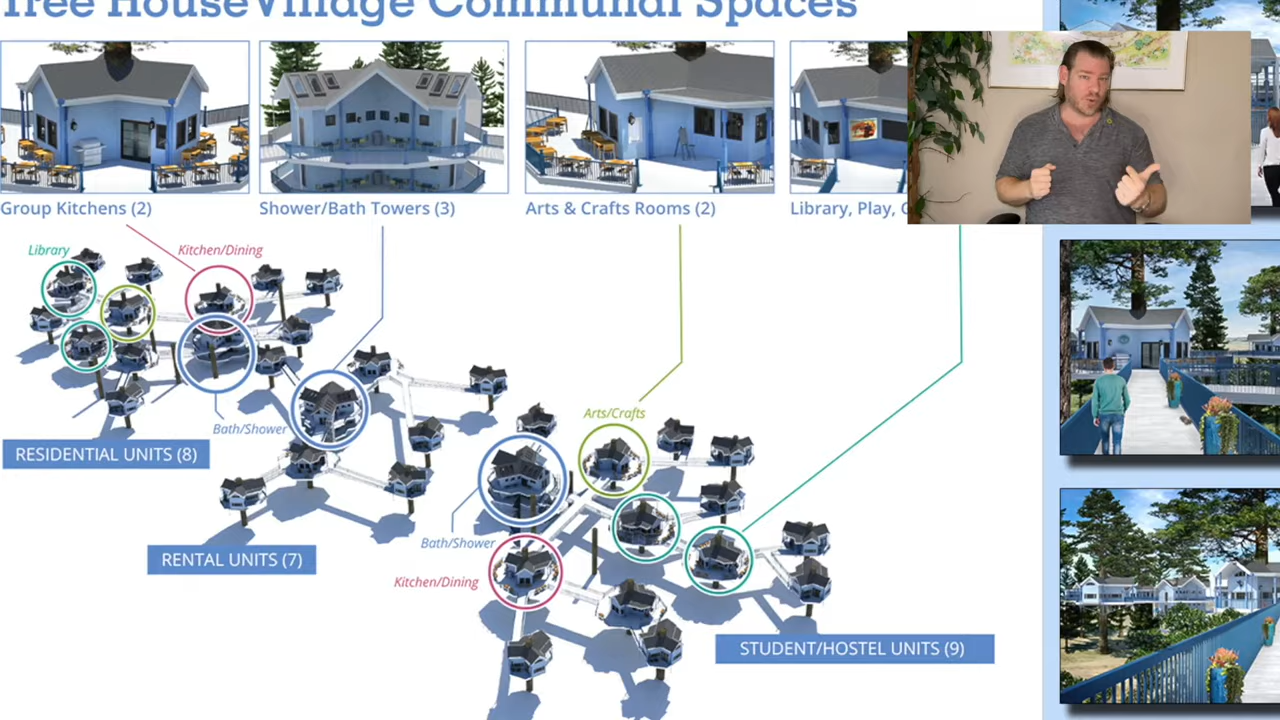 Tree House Village Communal Spaces
Group Kitchens (2)
Shower/Bath Towers (3)
Arts & Crafts Rooms (2)
Library, Play,
Library
Kitchen/Dining
Bath/Shower
RESIDENTIAL UNITS (8)
Arts/Crafts
RENTAL UNITS (7)
Bath/Shower
Kitchen/Dining
STUDENT/HOSTEL UNITS (9)